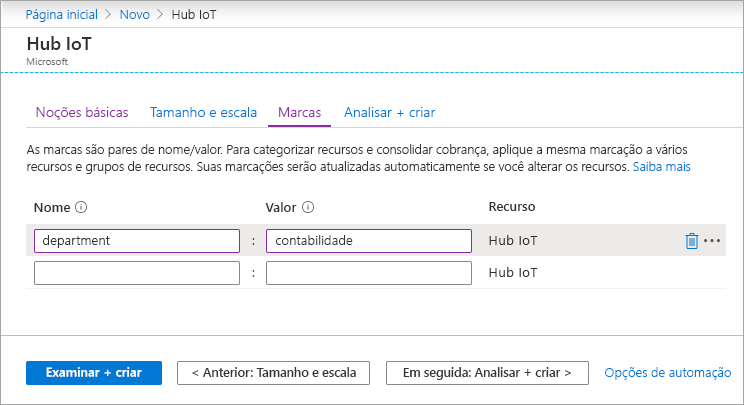 Página inicial > Novo > Hub IoT
Hub IoT
Microsoft
Noções básicas Tamanho e escala Marcas Analisar + criar
As marcas são pares de nome/valor. Para categorizar recursos e consolidar cobrança, aplique a mesma marcação a vários
recursos e grupos de recursos. Suas marcações serão atualizadas automaticamente se você alterar os recursos. Saiba mais
Nome Valor Recurso
department : contabilidade Hub IoT
: Hub IoT
Examinar + criar < Anterior: Tamanho e escala Em seguida: Analisar + criar > Opções de automação